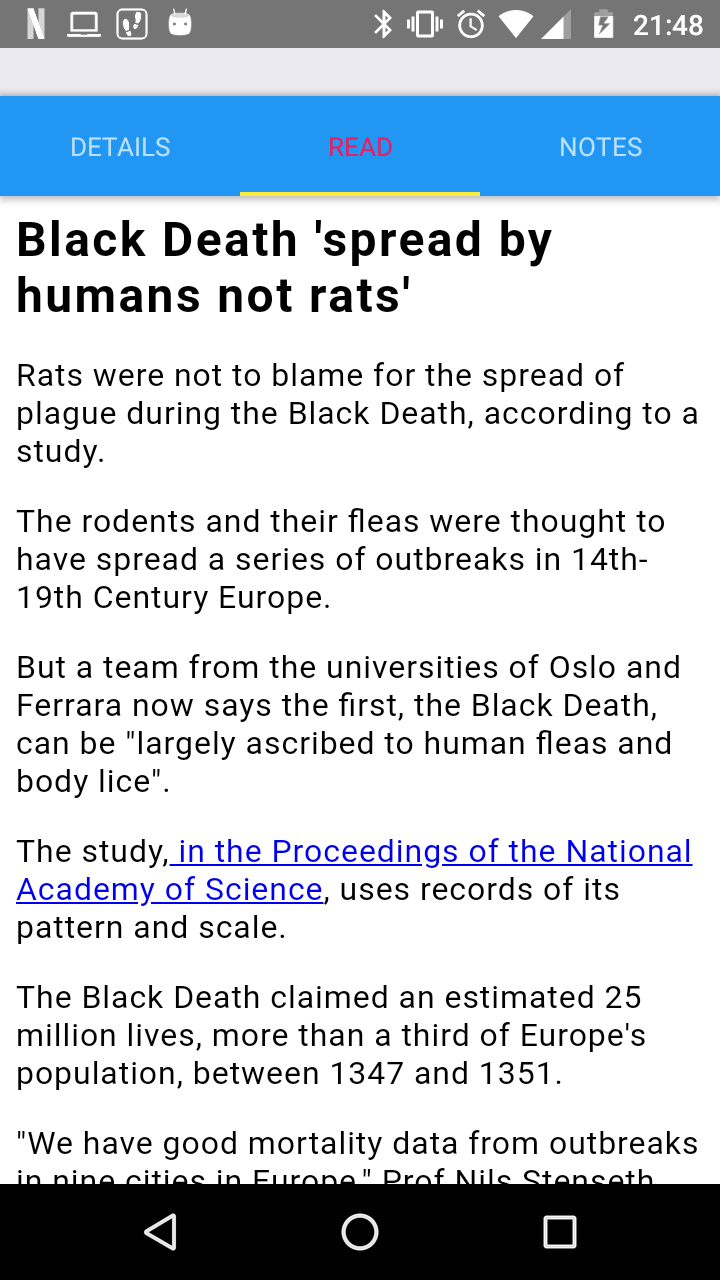 21:48
DETAILS
READ
NOTES
Black Death 'spread by
humans not rats'
Rats were not to blame for the spread of
plague during the Black Death, according to a
study.
The rodents and their fleas were thought to
have spread a series of outbreaks in 14th-
19th Century Europe.
But a team from the universities of Oslo and
Ferrara now says the first, the Black Death,
can be "largely ascribed to human fleas and
body lice".
The study, in the Proceedings of the National
Academy of Science, uses records of its
pattern and scale.
The Black Death claimed an estimated 25
million lives, more than a third of Europe's
population, between 1347 and 1351.
"We have good mortality data from outbreaks
in nine cities in Europe," Prof Nils Stenseth,